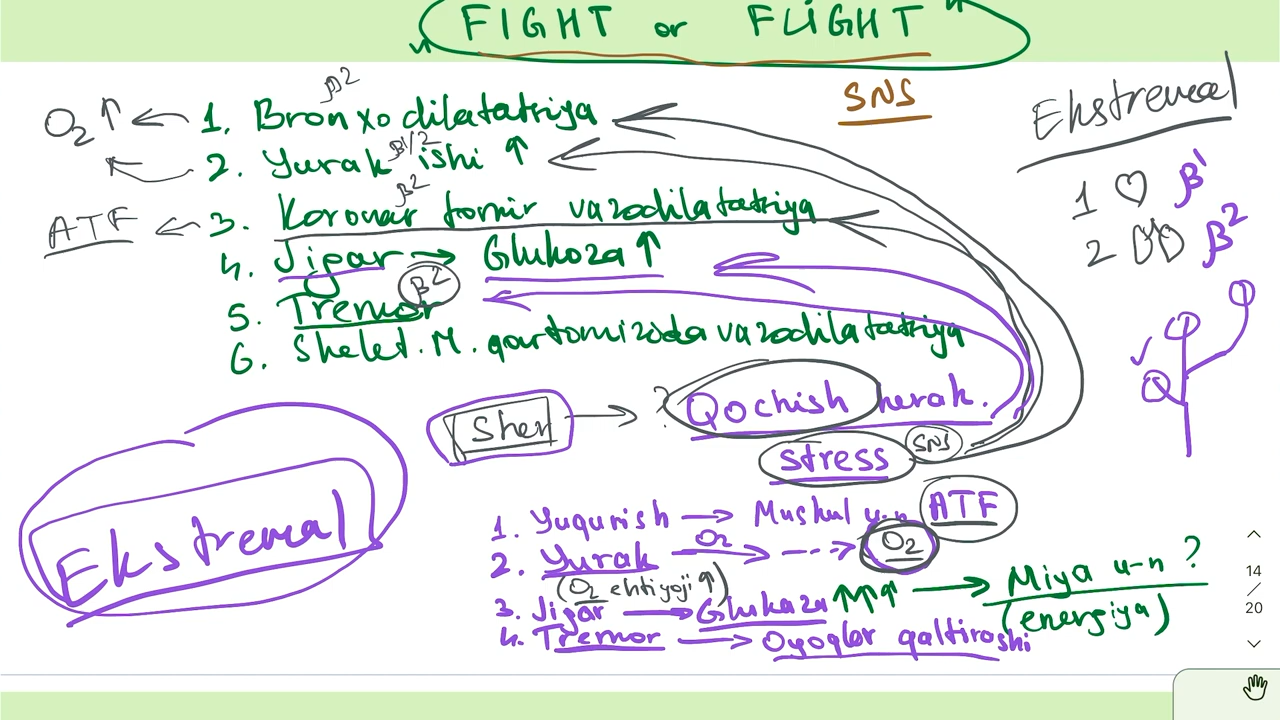 "FIGHT or FLIGHT"
SNS
Ekstremal
1 ♡ β1
2 β2
β2
O2 ↑ ← 1. Bronxodilatatsiya
β1/2
2. Yurak ishi ↑
β2
ATF ← 3. Koronar tomir vazodilatatsiya
4. Jigar → Glukoza ↑
β2
5. Tremor
6. Skelet. M. qon tomirida vazodilatatsiya
Sher → ? Qochish kerak.
stress SNS
Ekstremal
1. Yugurish → Muskul u-n ATF
2. Yurak O2 → ---> O2
(O2 ehtiyoji ↑)
3. Jigar → Glukoza ↑↑↑ → Miya u-n ?
(energiya)
4. Tremor → Oyoqlar qaltirashi
14
/
20